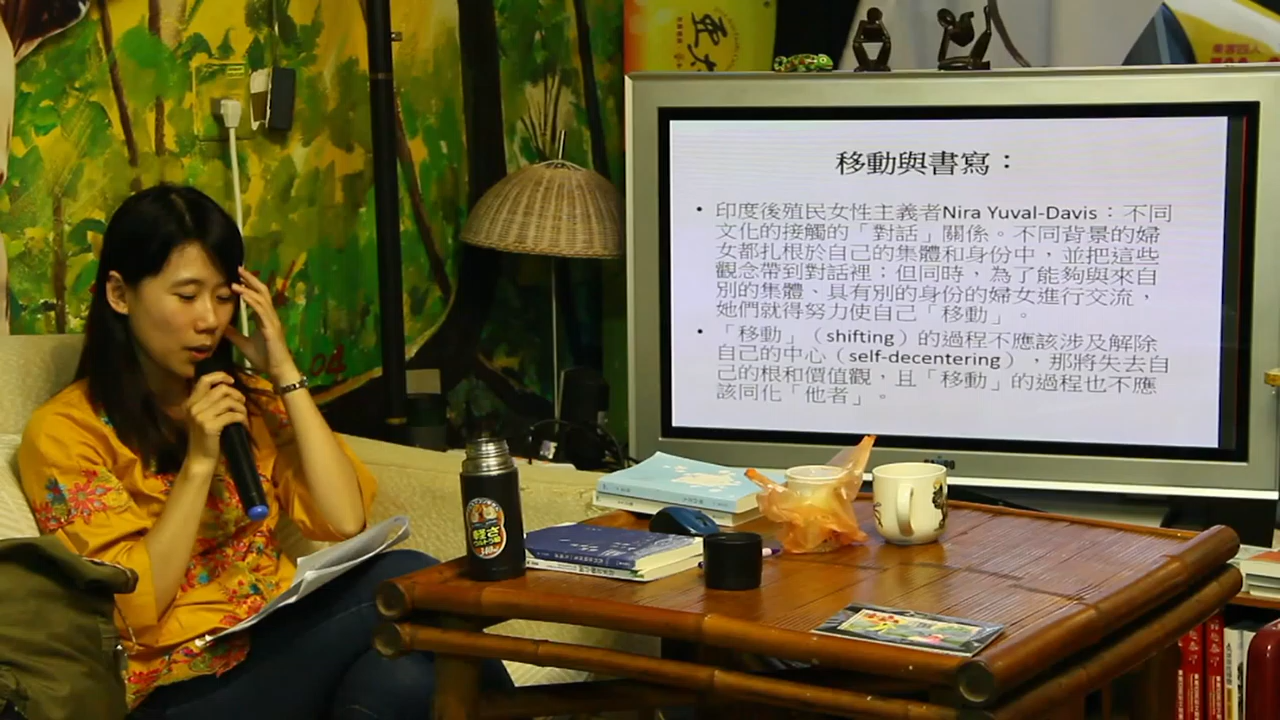 移動與書寫：
• 印度後殖民女性主義者Nira Yuval-Davis：不同
文化的接觸的「對話」關係。不同背景的婦
女都扎根於自己的集體和身份中，並把這些
觀念帶到對話裡；但同時，為了能夠與來自
別的集體、具有別的身份的婦女進行交流，
她們就得努力使自己「移動」。
• 「移動」（shifting）的過程不應該涉及解除
自己的中心（self-decentering），那將失去自
己的根和價值觀，且「移動」的過程也不應
該同化「他者」。
軽さ